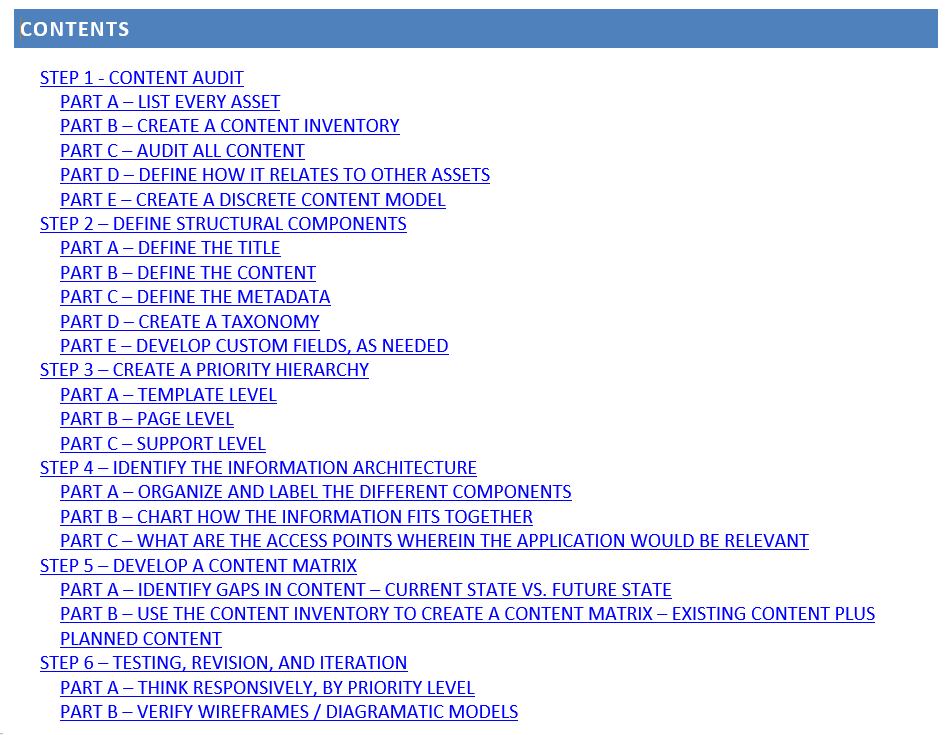 CONTENTS
STEP 1 - CONTENT AUDIT
PART A – LIST EVERY ASSET
PART B – CREATE A CONTENT INVENTORY
PART C – AUDIT ALL CONTENT
PART D – DEFINE HOW IT RELATES TO OTHER ASSETS
PART E – CREATE A DISCRETE CONTENT MODEL
STEP 2 – DEFINE STRUCTURAL COMPONENTS
PART A – DEFINE THE TITLE
PART B – DEFINE THE CONTENT
PART C – DEFINE THE METADATA
PART D – CREATE A TAXONOMY
PART E – DEVELOP CUSTOM FIELDS, AS NEEDED
STEP 3 – CREATE A PRIORITY HIERARCHY
PART A – TEMPLATE LEVEL
PART B – PAGE LEVEL
PART C – SUPPORT LEVEL
STEP 4 – IDENTIFY THE INFORMATION ARCHITECTURE
PART A – ORGANIZE AND LABEL THE DIFFERENT COMPONENTS
PART B – CHART HOW THE INFORMATION FITS TOGETHER
PART C – WHAT ARE THE ACCESS POINTS WHEREIN THE APPLICATION WOULD BE RELEVANT
STEP 5 – DEVELOP A CONTENT MATRIX
PART A – IDENTIFY GAPS IN CONTENT – CURRENT STATE VS. FUTURE STATE
PART B – USE THE CONTENT INVENTORY TO CREATE A CONTENT MATRIX – EXISTING CONTENT PLUS
PLANNED CONTENT
STEP 6 – TESTING, REVISION, AND ITERATION
PART A – THINK RESPONSIVELY, BY PRIORITY LEVEL
PART B – VERIFY WIREFRAMES / DIAGRAMATIC MODELS